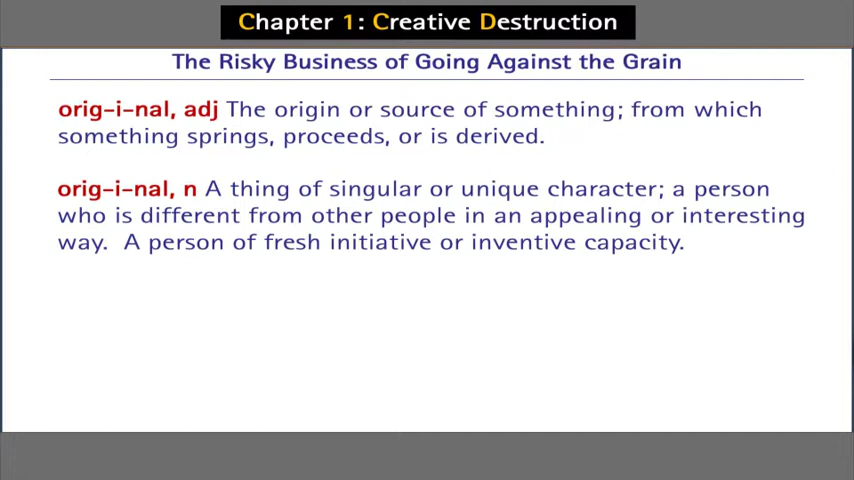 Chapter 1: Creative Destruction
The Risky Business of Going Against the Grain
orig-i-nal, adj The origin or source of something; from which
something springs, proceeds, or is derived.
orig-i-nal, n A thing of singular or unique character; a person
who is different from other people in an appealing or interesting
way.  A person of fresh initiative or inventive capacity.